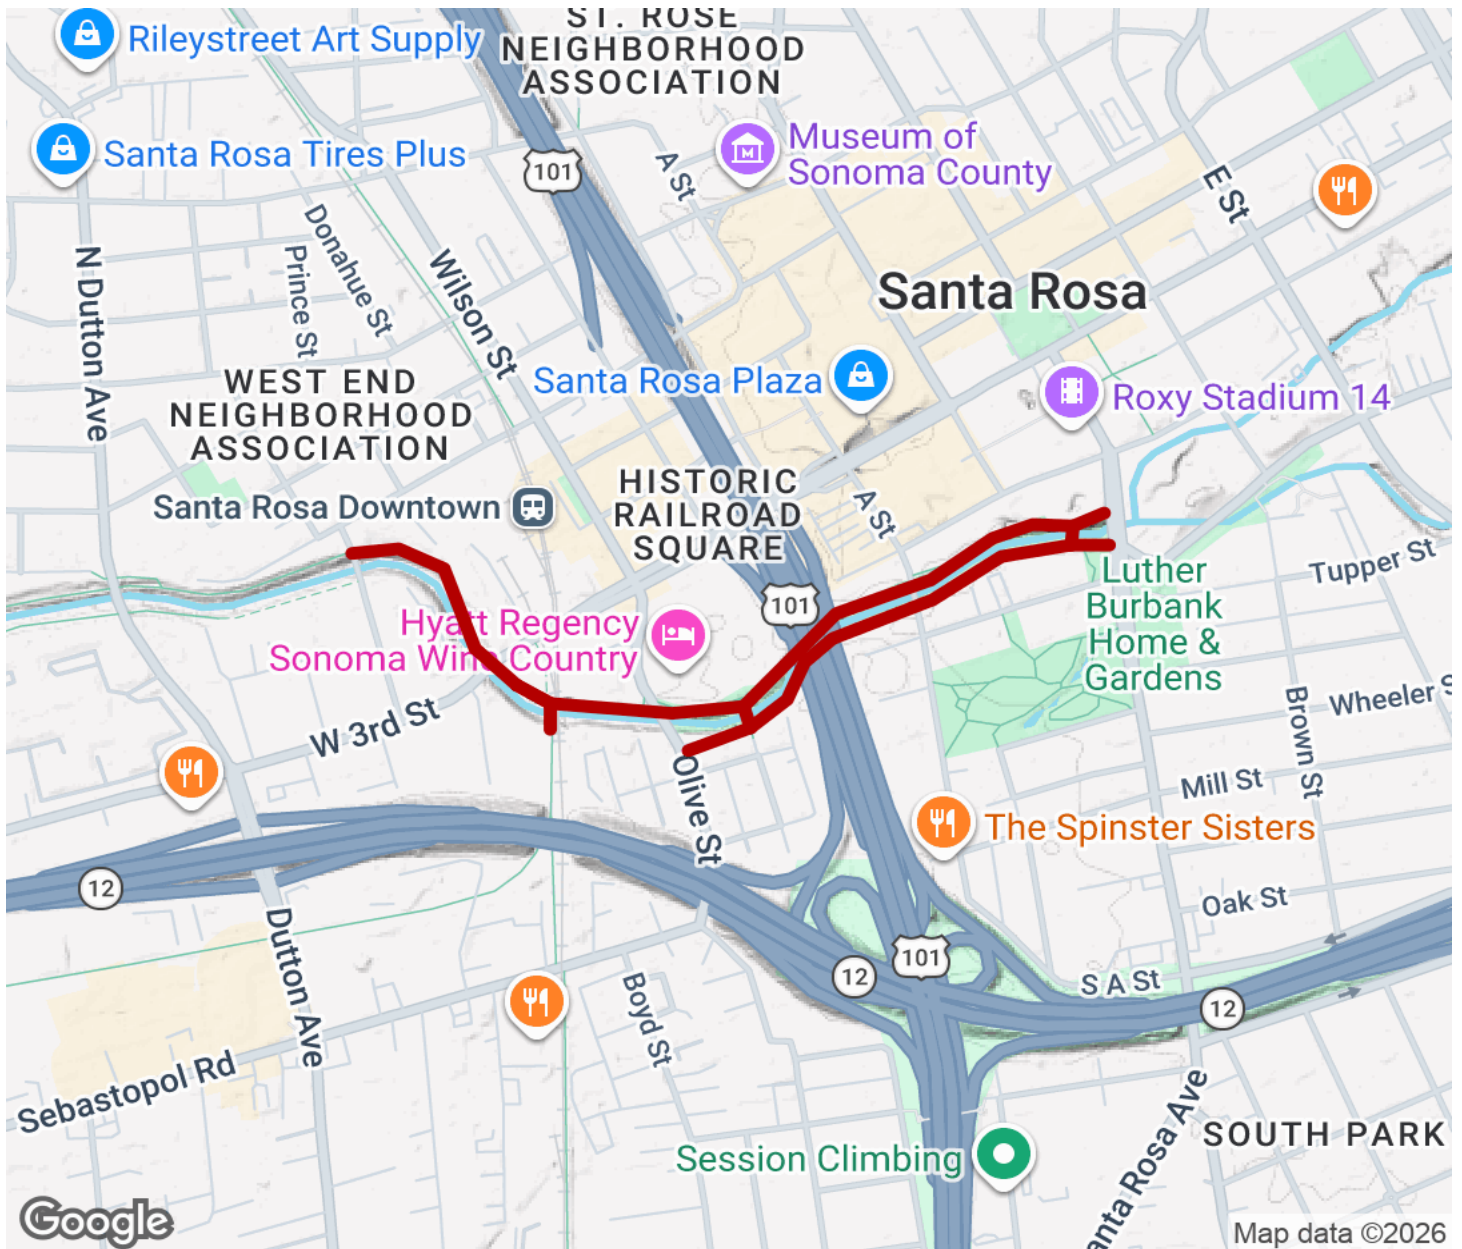 ST. ROSE
NEIGHBORHOOD
ASSOCIATION
Rileystreet Art Supply
Santa Rosa Tires Plus
101
A St
Museum of
Sonoma County
E St
N Dutton Ave
Donahue St
Prince St
Wilson St
Santa Rosa
WEST END
NEIGHBORHOOD
ASSOCIATION
Santa Rosa Plaza
Roxy Stadium 14
Santa Rosa Downtown
HISTORIC
RAILROAD
SQUARE
A St
Tupper St
101
Luther
Burbank
Home &
Gardens
Hyatt Regency
Sonoma Wine Country
W 3rd St
Wheeler S
Brown St
Mill St
Olive St
The Spinster Sisters
12
Oak St
Dutton Ave
101
12
S A St
12
Boyd St
Sebastopol Rd
anta Rosa Ave
SOUTH PARK
Session Climbing
Google
Map data ©2026